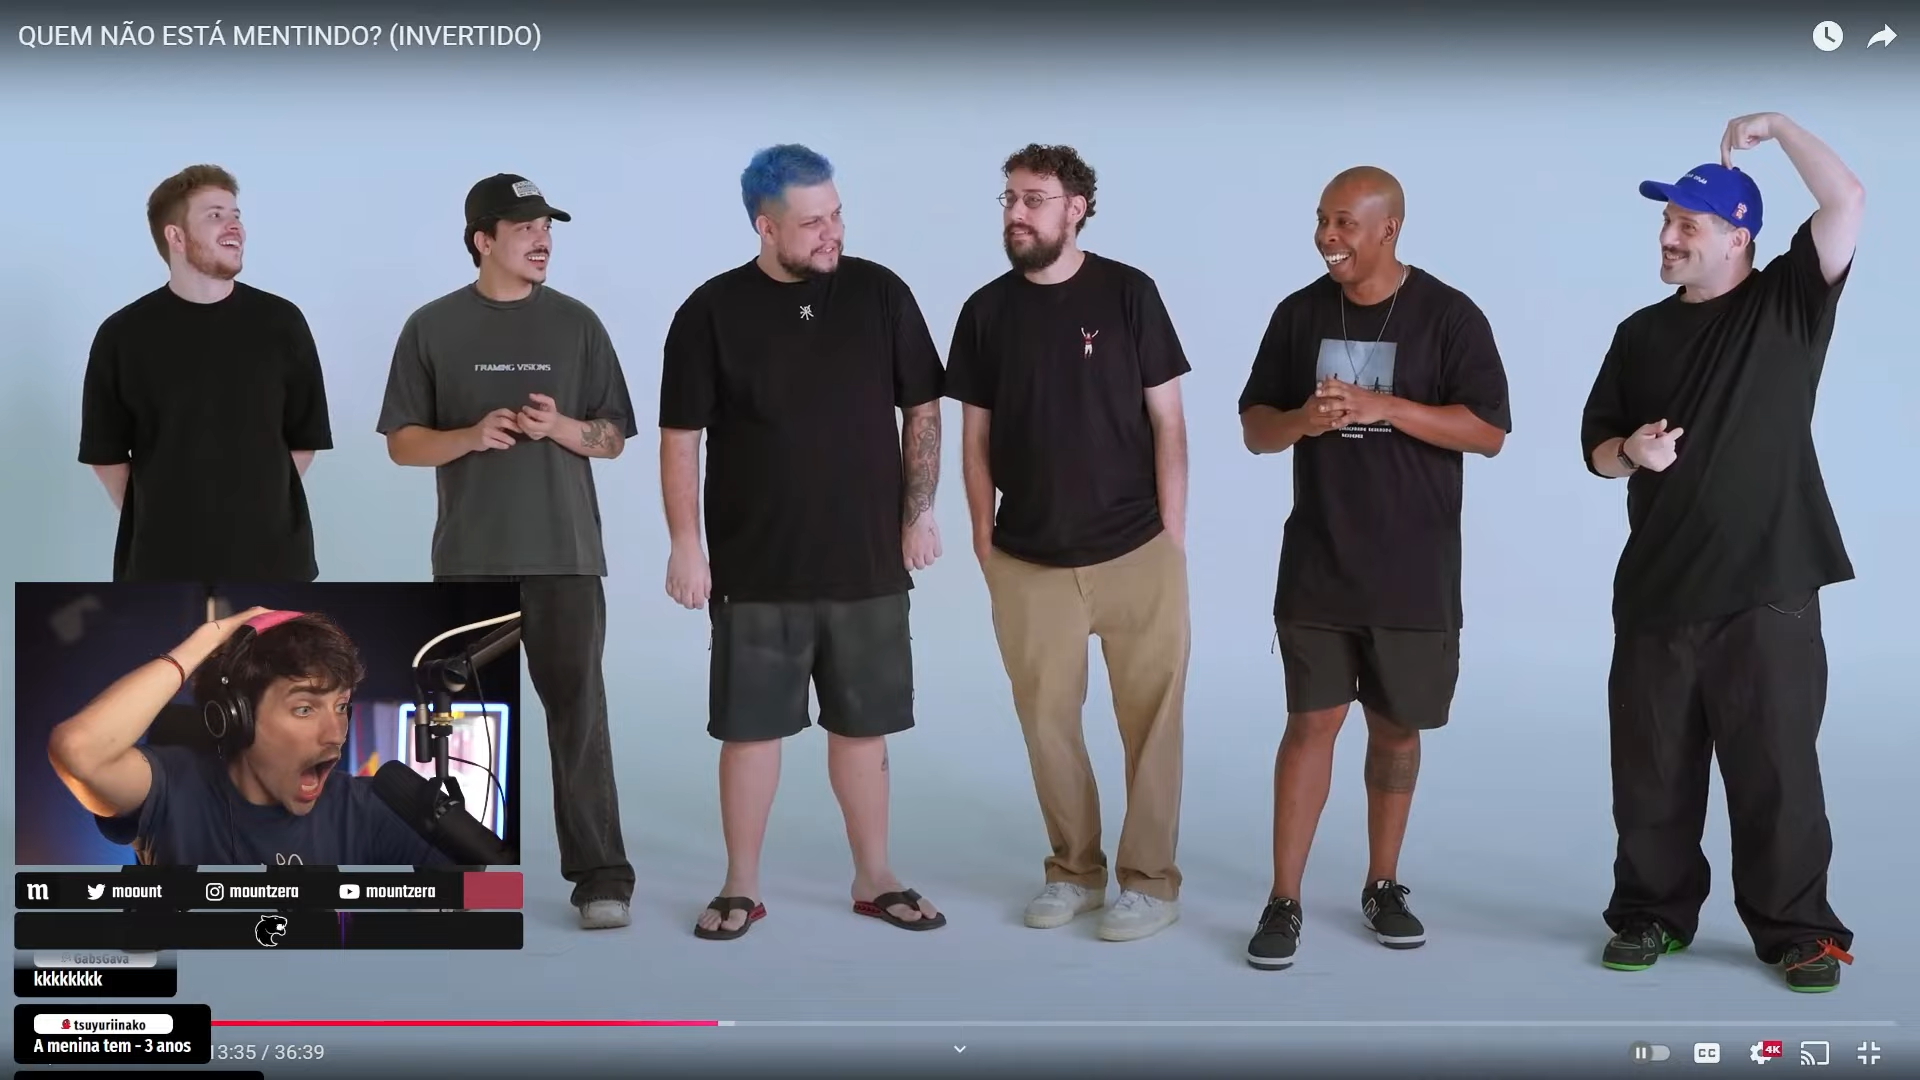 QUEM NÃO ESTÁ MENTINDO? (INVERTIDO)
FRAMING VISIONS
m
moount
mountzera
mountzera
GabsGava
kkkkkkkk
tsuyuriinako
A menina tem - 3 anos
13:35 / 36:39
CC
4K